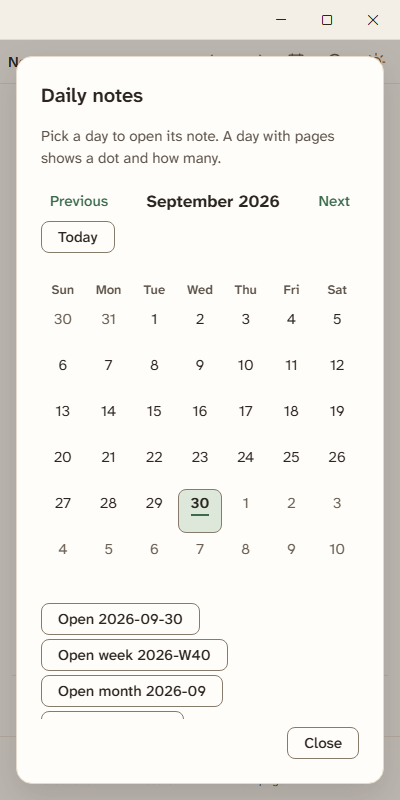 Daily notes
Pick a day to open its note. A day with pages
shows a dot and how many.
Previous September 2026 Next
Today
Sun Mon Tue Wed Thu Fri Sat
30 31 1 2 3 4 5
6 7 8 9 10 11 12
13 14 15 16 17 18 19
20 21 22 23 24 25 26
27 28 29 30 1 2 3
4 5 6 7 8 9 10
Open 2026-09-30
Open week 2026-W40
Open month 2026-09
Close